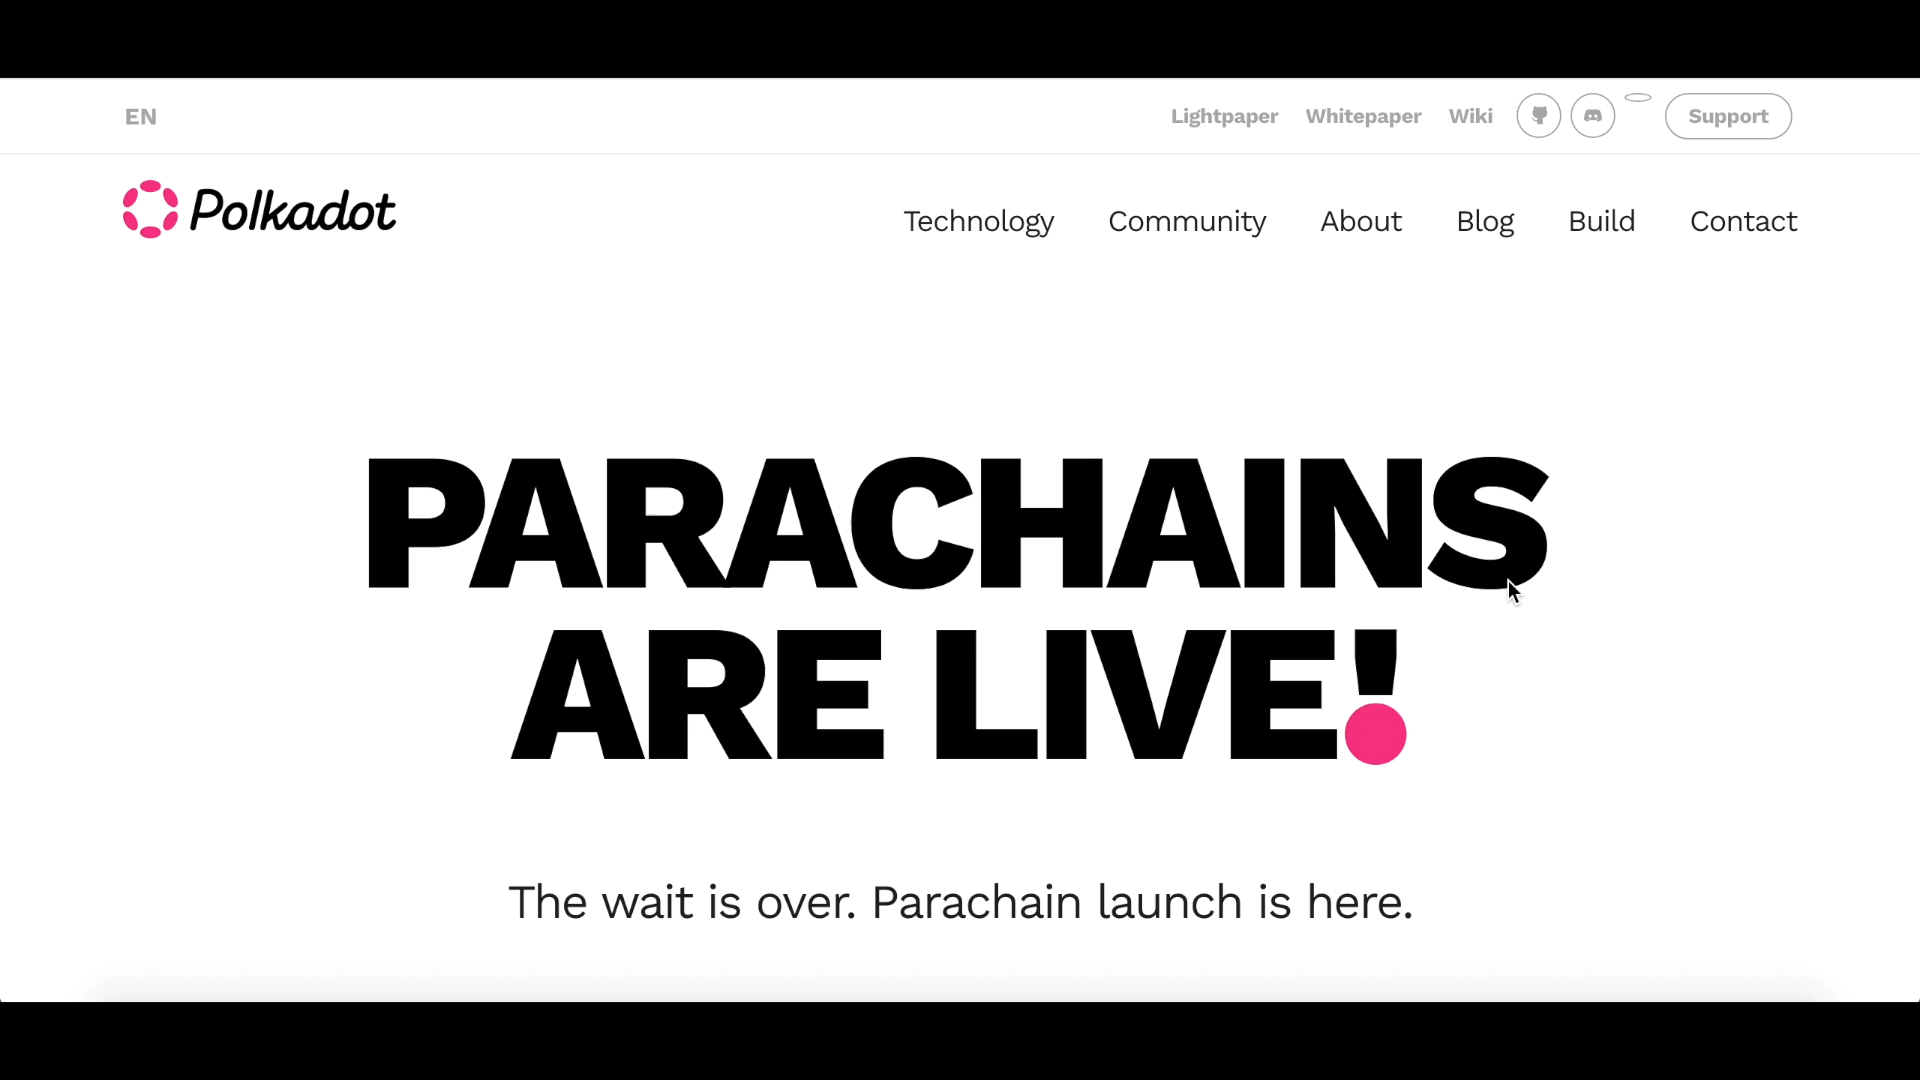 EN
Lightpaper Whitepaper Wiki Support
Polkadot
Technology Community About Blog Build Contact
PARACHAINS
ARE LIVE!
The wait is over. Parachain launch is here.